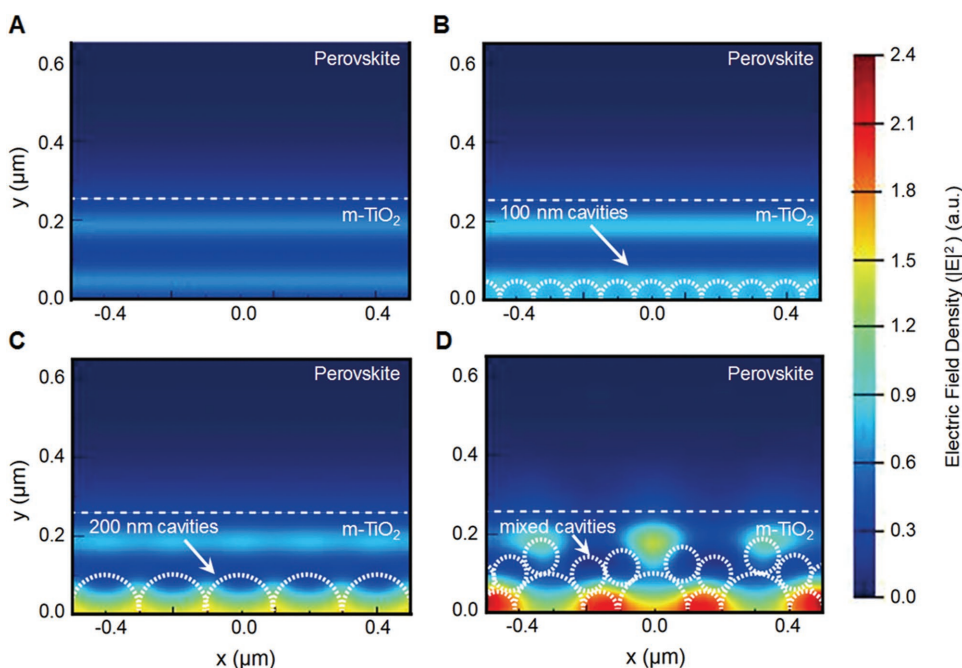 A
Perovskite
m-TiO₂
y (µm)
0.6
0.4
0.2
0.0
-0.4
0.0
0.4
B
Perovskite
m-TiO₂
100 nm cavities
0.6
0.4
0.2
0.0
-0.4
0.0
0.4
C
Perovskite
m-TiO₂
200 nm cavities
y (µm)
0.6
0.4
0.2
0.0
-0.4
0.0
0.4
x (µm)
D
Perovskite
m-TiO₂
mixed cavities
0.6
0.4
0.2
0.0
-0.4
0.0
0.4
x (µm)
2.4
2.1
1.8
1.5
1.2
0.9
0.6
0.3
0.0
Electric Field Density (|E|²) (a.u.)